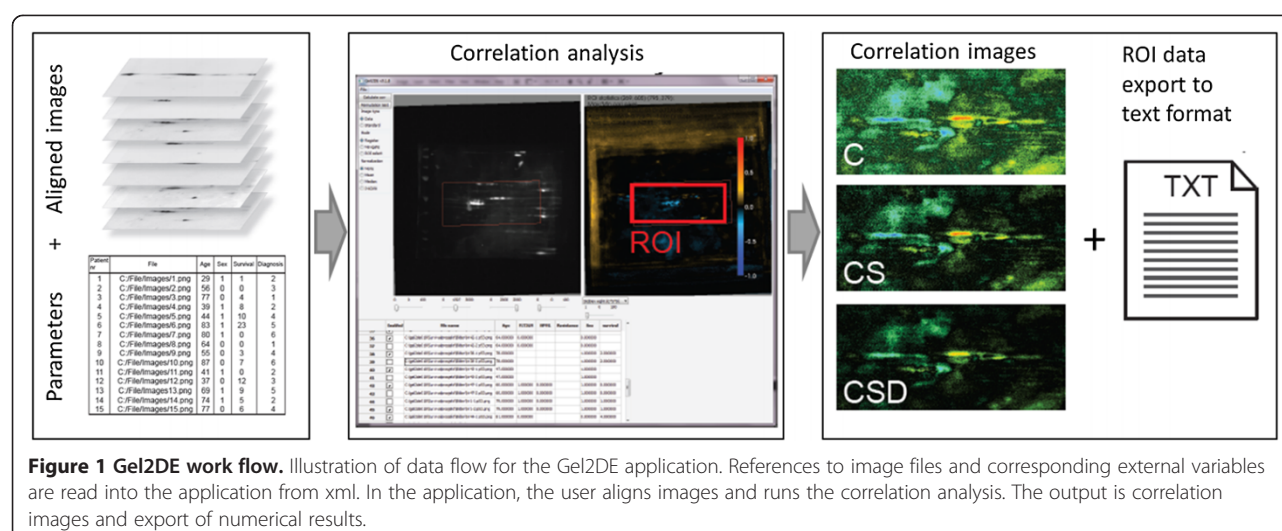 Aligned images
+
Parameters
Patient nr File Age Sex Survival Diagnosis
1 C:/File/Images/1.png 29 1 1 2
2 C:/File/Images/2.png 56 0 0 3
3 C:/File/Images/3.png 77 0 4 1
4 C:/File/Images/4.png 39 1 8 2
5 C:/File/Images/5.png 44 1 10 4
6 C:/File/Images/6.png 83 1 23 5
7 C:/File/Images/7.png 80 1 0 6
8 C:/File/Images/8.png 64 0 0 1
9 C:/File/Images/9.png 55 0 3 4
10 C:/File/Images/10.png 87 0 7 6
11 C:/File/Images/11.png 41 1 0 2
12 C:/File/Images/12.png 37 0 12 3
13 C:/File/Images/13.png 69 1 9 5
14 C:/File/Images/14.png 74 1 5 2
15 C:/File/Images/15.png 77 0 6 4
Correlation analysis
File
Image type
Data
Mean
Median
1.0
0.5
0.0
-0.5
-1.0
ROI
File name Age Sex survival
Correlation images
C
CS
CSD
+
ROI data
export to
text format
TXT
Figure 1 Gel2DE work flow. Illustration of data flow for the Gel2DE application. References to image files and corresponding external variables
are read into the application from xml. In the application, the user aligns images and runs the correlation analysis. The output is correlation
images and export of numerical results.